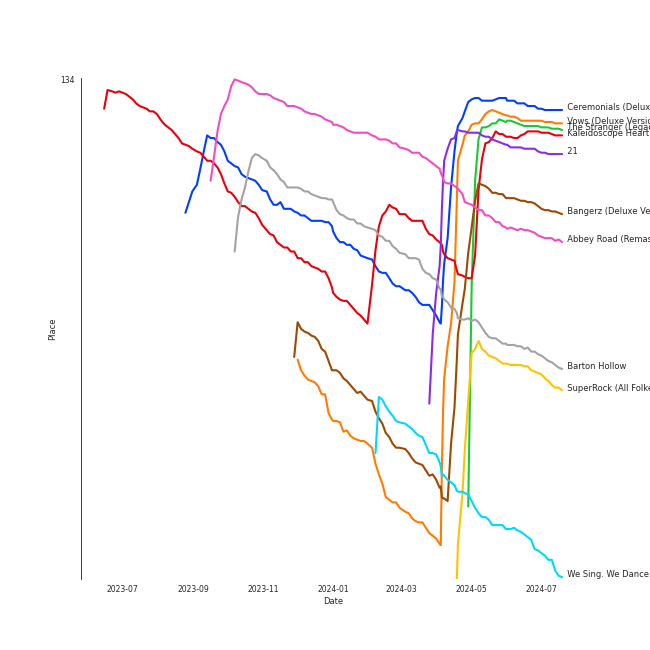 134
Ceremonials (Delux
Vows (Deluxe Versio
The Stranger (Legac
Kaleidoscope Heart
21
Bangerz (Deluxe Ve
Abbey Road (Remas
Barton Hollow
SuperRock (All Folke
We Sing. We Dance.
Place
2023-07 2023-09 2023-11 2024-01 2024-03 2024-05 2024-07
Date